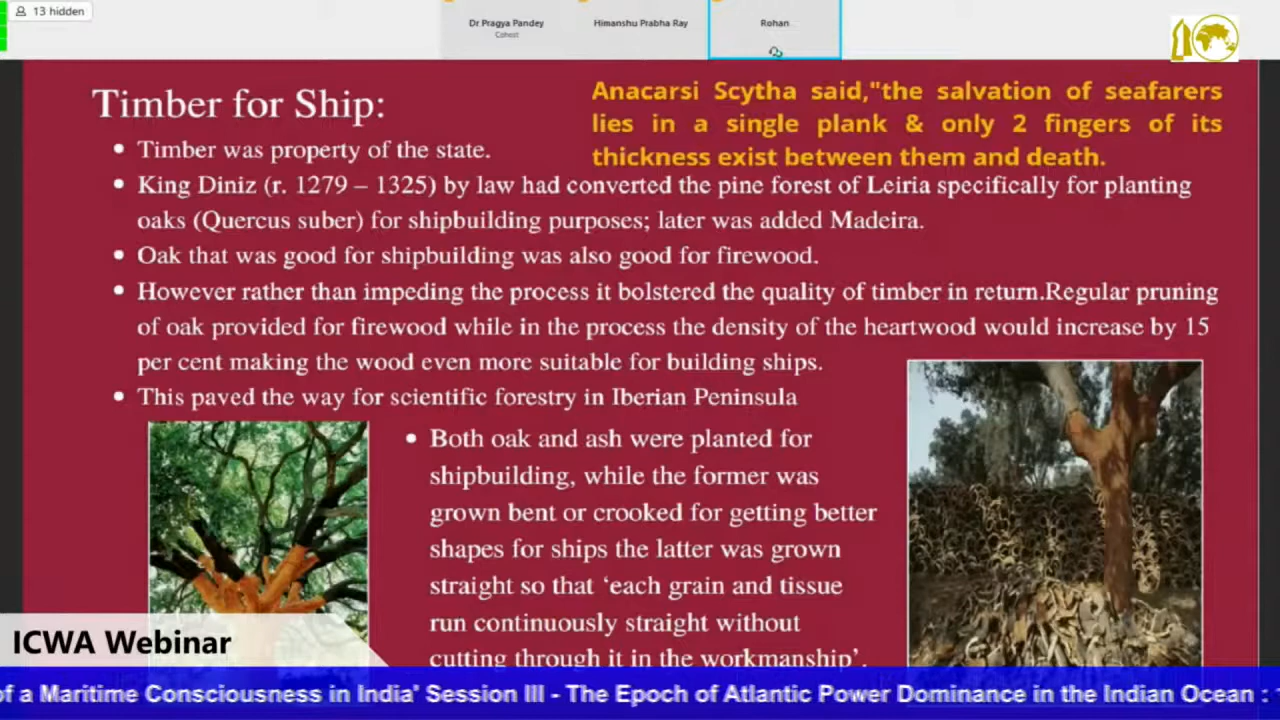 13 hidden
Dr Pragya Pandey
Cohost
Himanshu Prabha Ray
Rohan
Timber for Ship:
Anacarsi Scytha said,"the salvation of seafarers
lies in a single plank & only 2 fingers of its
thickness exist between them and death.
• Timber was property of the state.
• King Diniz (r. 1279 – 1325) by law had converted the pine forest of Leiria specifically for planting
oaks (Quercus suber) for shipbuilding purposes; later was added Madeira.
• Oak that was good for shipbuilding was also good for firewood.
• However rather than impeding the process it bolstered the quality of timber in return.Regular pruning
of oak provided for firewood while in the process the density of the heartwood would increase by 15
per cent making the wood even more suitable for building ships.
• This paved the way for scientific forestry in Iberian Peninsula
• Both oak and ash were planted for
shipbuilding, while the former was
grown bent or crooked for getting better
shapes for ships the latter was grown
straight so that ‘each grain and tissue
run continuously straight without
cutting through it in the workmanship’.
ICWA Webinar
of a Maritime Consciousness in India' Session III - The Epoch of Atlantic Power Dominance in the Indian Ocean :